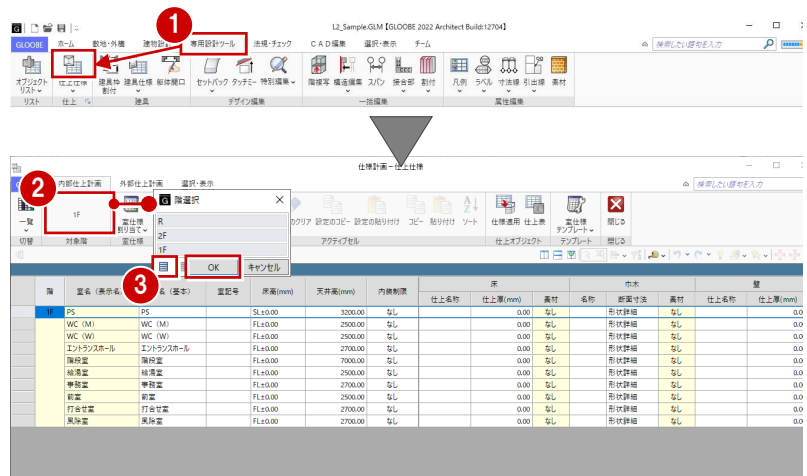 1
L2_Sample.GLM【GLOOBE 2022 Architect Build:12704】
GLOOBE ホーム 敷地・外構 専用設計ツール 法規・チェック CAD編集 選択・表示 チーム 検索したい語句を入力
オブジェクトリスト 仕上仕様 建具枠割付 建具仕様 躯体開口 セットバック タッチミー 特別編集 階複写 構造編集 スパン 接合部 割付 凡例 ラベル 寸法線 引出線 素材
リスト 仕上 建具 デザイン編集 一括編集 属性編集
仕様計画 - 仕上仕様
2
内部仕上計画 外部仕上計画 選択・表示 検索したい語句を入力
階選択
R
2F
1F
OK キャンセル
3
一覧 1F 室仕様割り当て 設定のコピー 設定の貼り付け コピー 貼り付け ソート 仕様適用 仕上表 室仕様テンプレート 閉じる
切替 対象階 室仕様 アクティブセル 仕上オブジェクト テンプレート 閉じる
階 室名（表示名） （基本） 室記号 床高(mm) 天井高(mm) 内装制限 床 巾木 壁
仕上名称 仕上厚(mm) 素材 名称 断面寸法 素材 仕上名称 仕上厚(mm)
1F PS PS SL±0.00 3200.00 なし 0.00 なし 形状詳細 なし
WC（M） WC（M） FL±0.00 2500.00 なし 0.00 なし 形状詳細 なし
WC（W） WC（W） FL±0.00 2500.00 なし 0.00 なし 形状詳細 なし
エントランスホール エントランスホール FL±0.00 2700.00 なし 0.00 なし 形状詳細 なし
階段室 階段室 FL±0.00 7000.00 なし 0.00 なし 形状詳細 なし
給湯室 給湯室 FL±0.00 2500.00 なし 0.00 なし 形状詳細 なし
事務室 事務室 FL±0.00 2700.00 なし 0.00 なし 形状詳細 なし
前室 前室 FL±0.00 2500.00 なし 0.00 なし 形状詳細 なし
打合せ室 打合せ室 FL±0.00 2700.00 なし 0.00 なし 形状詳細 なし
風除室 風除室 FL±0.00 2700.00 なし 0.00 なし 形状詳細 なし